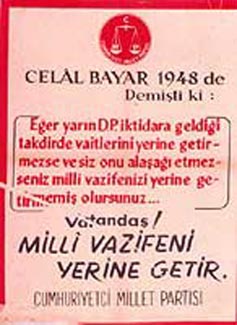 CELÂL BAYAR 1948 de
Demişti ki :
Eğer yarın D.P. iktidara geldiği
takdirde vaitlerini yerine getir-
mezse ve siz onu alaşağı etmez-
seniz milli vazifenizi yerine ge-
tirmemiş olursunuz...
Vatandaş!
MİLLİ VAZİFENİ
YERİNE GETİR.
CUMHURİYETÇİ MİLLET PARTİSİ